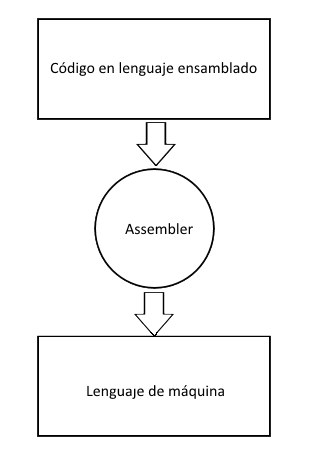 Código en lenguaje ensamblado
Assembler
Lenguaje de máquina